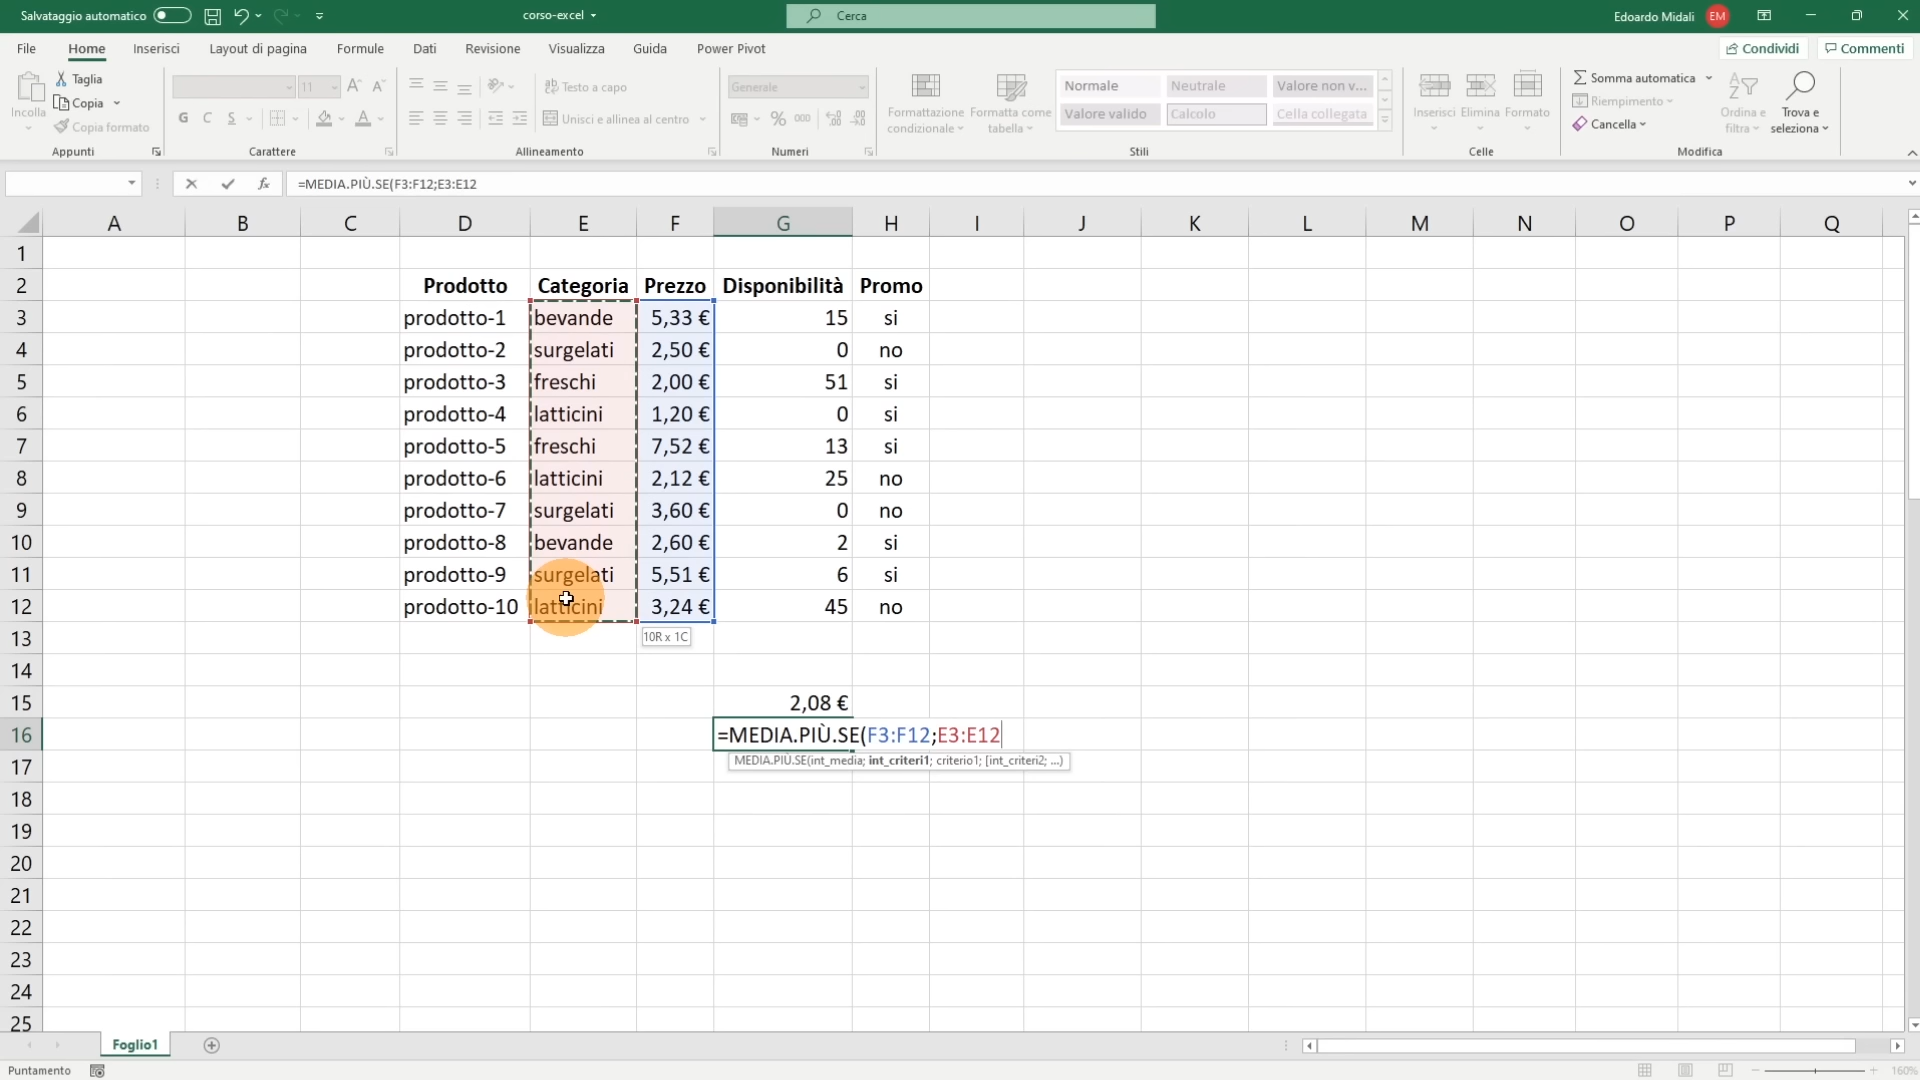 Salvataggio automatico corso-excel Cerca Edoardo Midali EM
File Home Inserisci Layout di pagina Formule Dati Revisione Visualizza Guida Power Pivot Condividi Commenti
Incolla Taglia Copia Copia formato Appunti
11 A A G C S A Carattere
Testo a capo Unisci e allinea al centro Allineamento
Generale % 000 Numeri
Formattazione condizionale Formatta come tabella Normale Neutrale Valore non v... Valore valido Calcolo Cella collegata Stili
Inserisci Elimina Formato Celle
Somma automatica Riempimento Cancella Ordina e filtra Trova e seleziona Modifica
fx =MEDIA.PIÙ.SE(F3:F12;E3:E12
A B C D E F G H I J K L M N O P Q
1
2 Prodotto Categoria Prezzo Disponibilità Promo
3 prodotto-1 bevande 5,33 € 15 si
4 prodotto-2 surgelati 2,50 € 0 no
5 prodotto-3 freschi 2,00 € 51 si
6 prodotto-4 latticini 1,20 € 0 si
7 prodotto-5 freschi 7,52 € 13 si
8 prodotto-6 latticini 2,12 € 25 no
9 prodotto-7 surgelati 3,60 € 0 no
10 prodotto-8 bevande 2,60 € 2 si
11 prodotto-9 surgelati 5,51 € 6 si
12 prodotto-10 latticini 3,24 € 45 no
13 10R x 1C
14
15 2,08 €
16 =MEDIA.PIÙ.SE(F3:F12;E3:E12
17 MEDIA.PIÙ.SE(int_media; int_criteri1; criterio1; [int_criteri2; ...)
18
19
20
21
22
23
24
25
Foglio1
Puntamento 160%